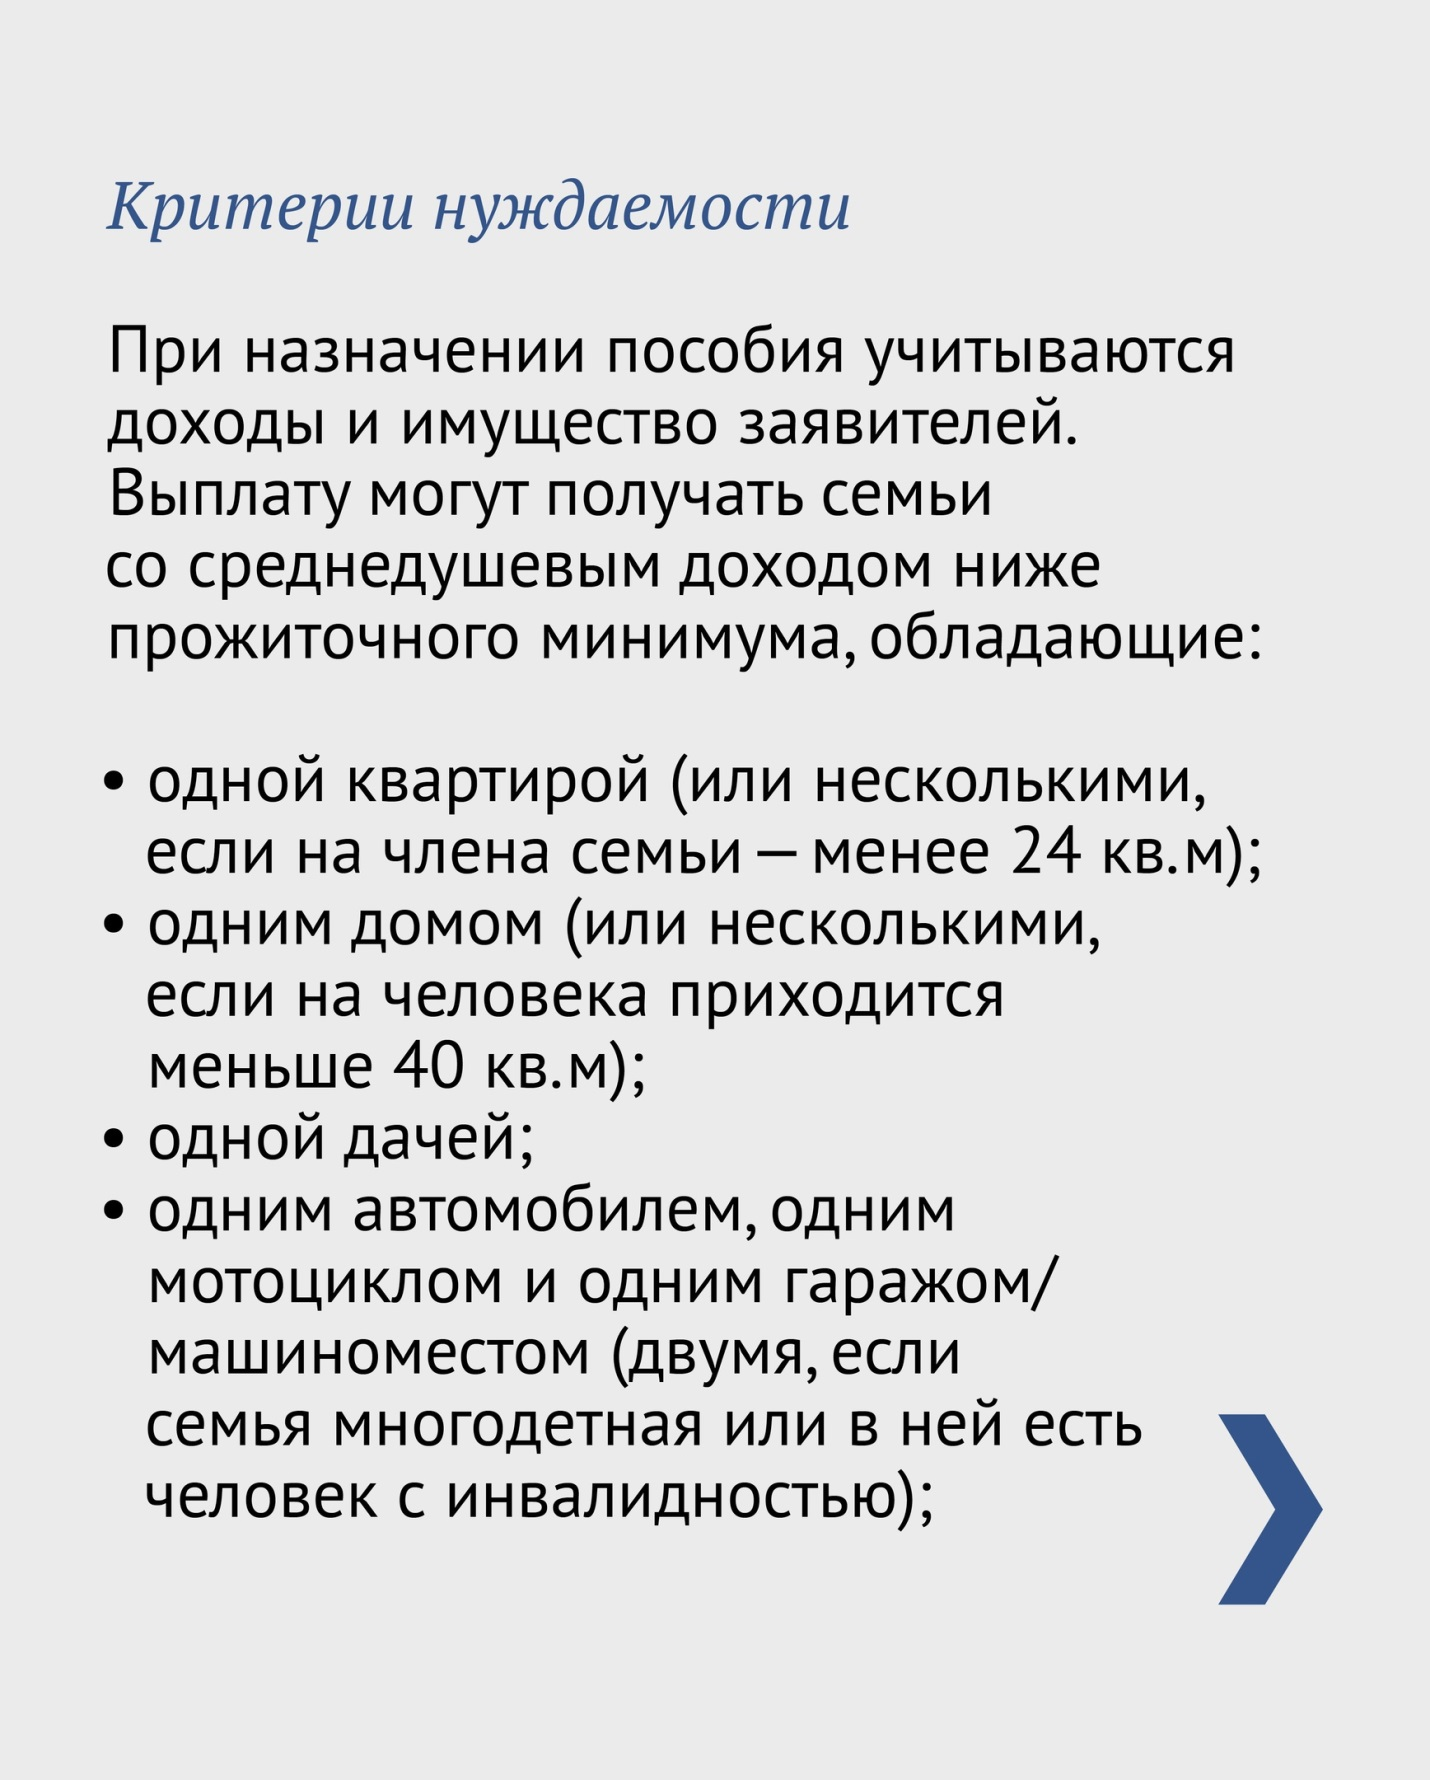 Критерии нуждаемости
При назначении пособия учитываются
доходы и имущество заявителей.
Выплату могут получать семьи
со среднедушевым доходом ниже
прожиточного минимума, обладающие:
• одной квартирой (или несколькими,
если на члена семьи — менее 24 кв.м);
• одним домом (или несколькими,
если на человека приходится
меньше 40 кв.м);
• одной дачей;
• одним автомобилем, одним
мотоциклом и одним гаражом/
машиноместом (двумя, если
семья многодетная или в ней есть
человек с инвалидностью);